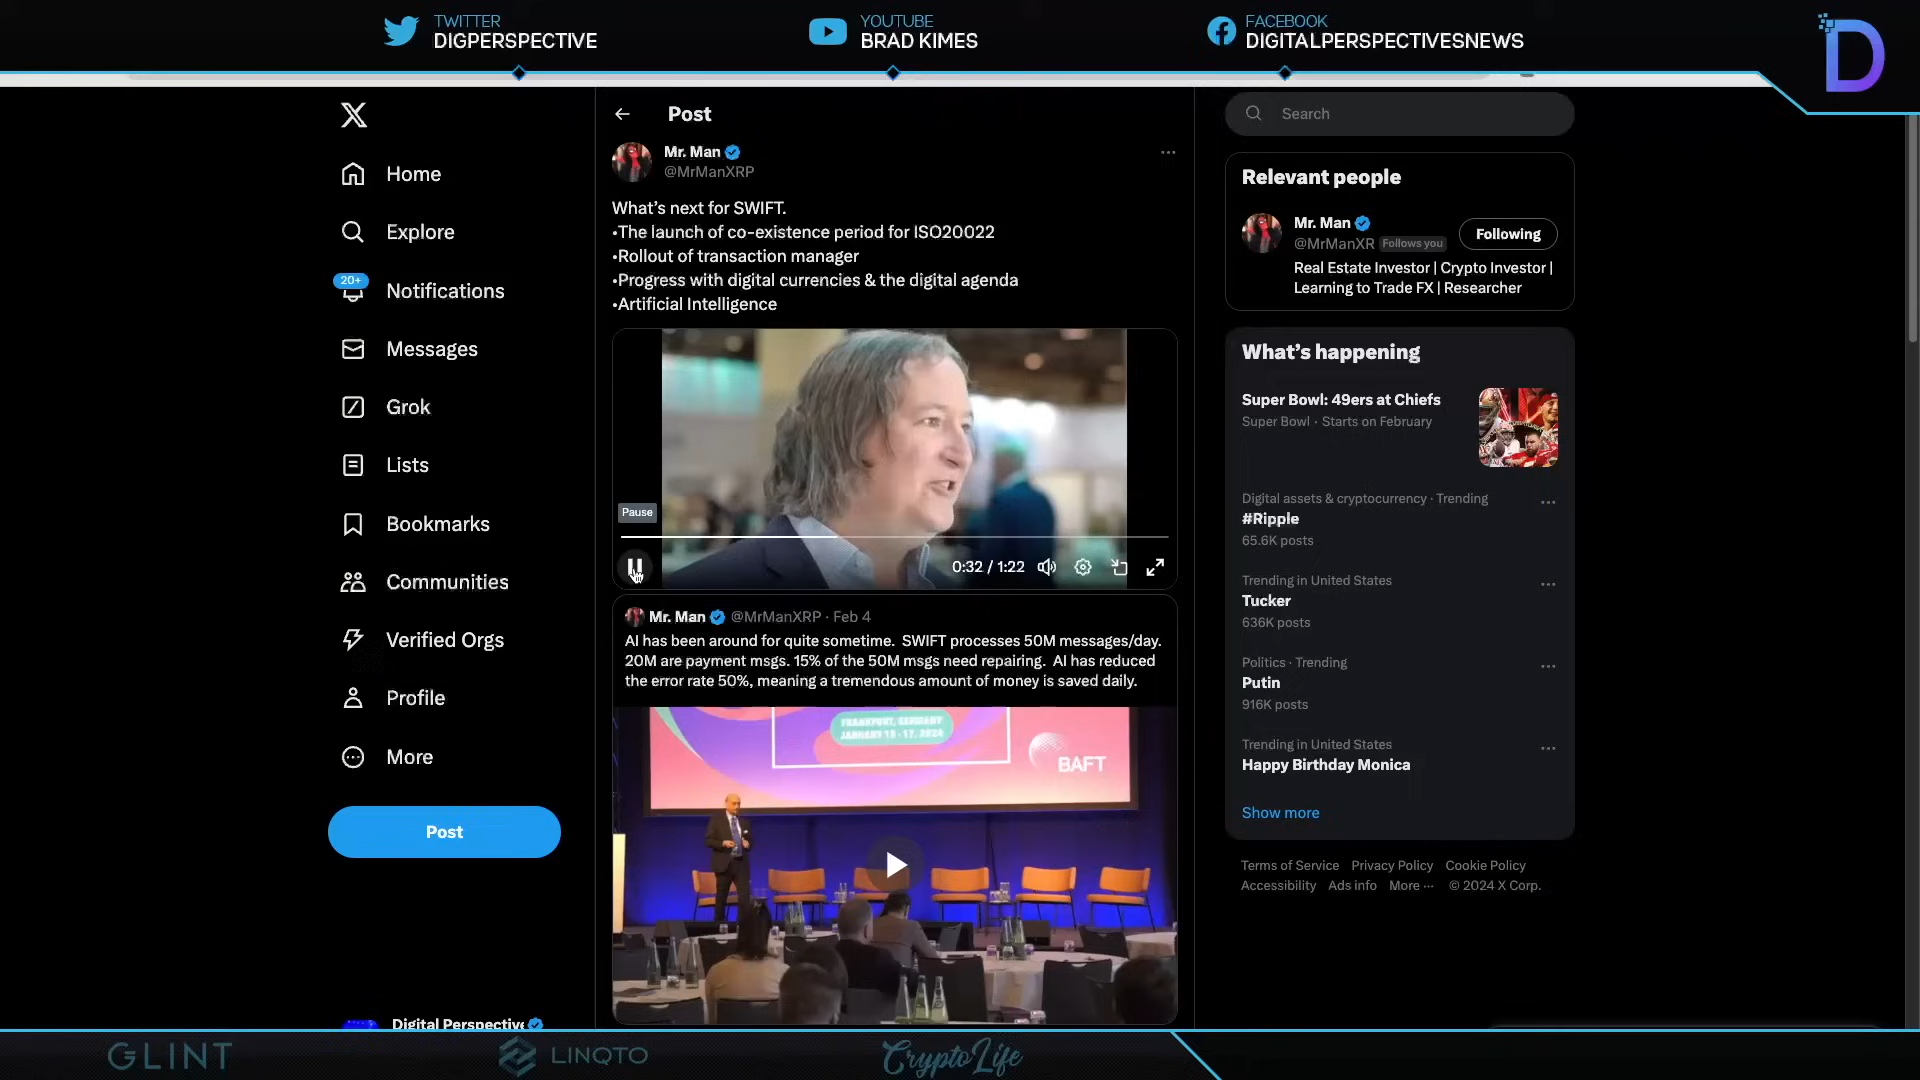 TWITTER
DIGPERSPECTIVE
YOUTUBE
BRAD KIMES
FACEBOOK
DIGITALPERSPECTIVESNEWS
D
Home
Explore
20+
Notifications
Messages
Grok
Lists
Bookmarks
Communities
Verified Orgs
Profile
More
Post
Digital Perspective
Post
Mr. Man
@MrManXRP
What's next for SWIFT.
•The launch of co-existence period for ISO20022
•Rollout of transaction manager
•Progress with digital currencies & the digital agenda
•Artificial Intelligence
Pause
0:32 / 1:22
Mr. Man @MrManXRP · Feb 4
AI has been around for quite sometime. SWIFT processes 50M messages/day.
20M are payment msgs. 15% of the 50M msgs need repairing. AI has reduced
the error rate 50%, meaning a tremendous amount of money is saved daily.
FRANKFURT, GERMANY
BAFT
Search
Relevant people
Mr. Man
@MrManXR Follows you
Following
Real Estate Investor | Crypto Investor |
Learning to Trade FX | Researcher
What's happening
Super Bowl: 49ers at Chiefs
Super Bowl · Starts on February
Digital assets & cryptocurrency · Trending
#Ripple
65.6K posts
Trending in United States
Tucker
636K posts
Politics · Trending
Putin
916K posts
Trending in United States
Happy Birthday Monica
Show more
Terms of Service Privacy Policy Cookie Policy
Accessibility Ads info More ··· © 2024 X Corp.
GLINT
LINQTO
CryptoLife